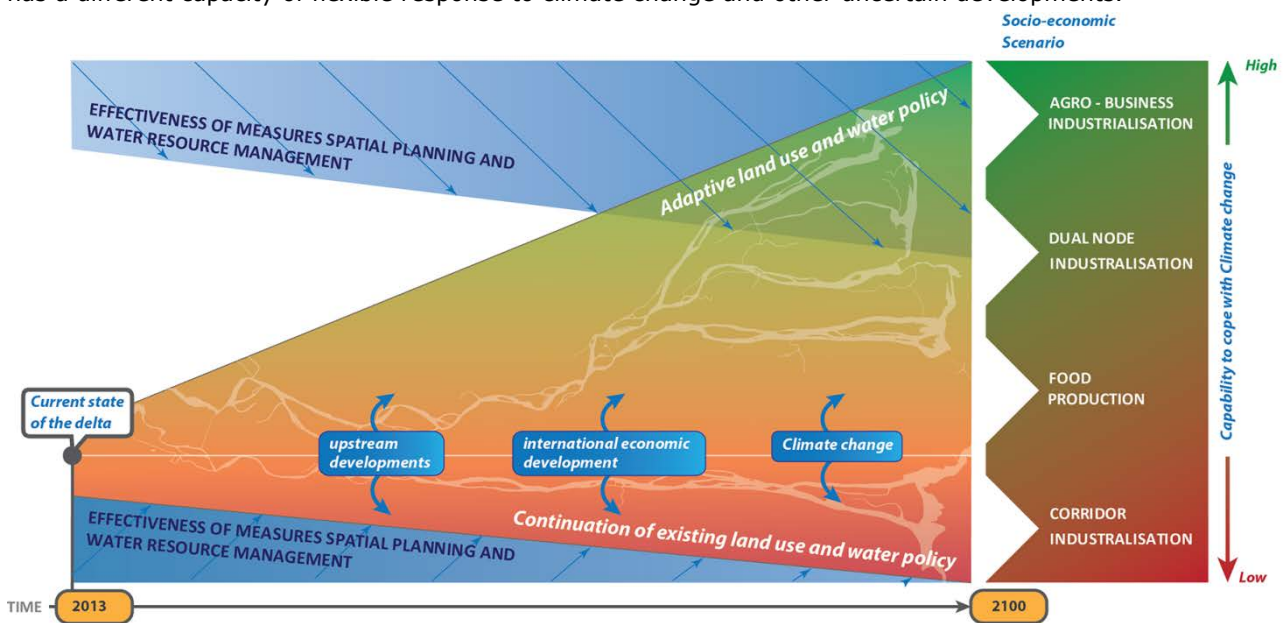 has a different capacity of flexible response to climate change and other uncertain developments.
Socio-economic
Scenario
High
EFFECTIVENESS OF MEASURES SPATIAL PLANNING AND
WATER RESOURCE MANAGEMENT
Adaptive land use and water policy
AGRO - BUSINESS
INDUSTRIALISATION
DUAL NODE
INDUSTRALISATION
Capability to cope with Climate change
FOOD
PRODUCTION
Current state
of the delta
upstream
developments
international economic
development
Climate change
EFFECTIVENESS OF MEASURES SPATIAL PLANNING AND
WATER RESOURCE MANAGEMENT
Continuation of existing land use and water policy
CORRIDOR
INDUSTRIALISATION
Low
TIME
2013
2100